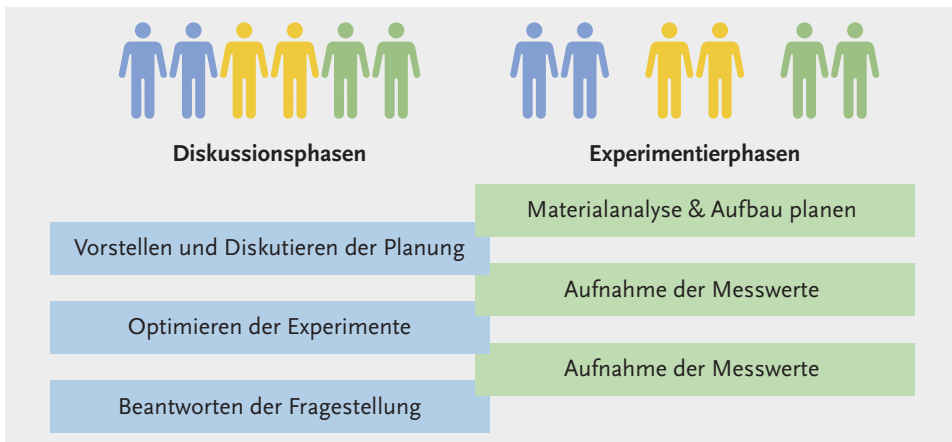 Diskussionsphasen
Experimentierphasen
Materialanalyse & Aufbau planen
Vorstellen und Diskutieren der Planung
Aufnahme der Messwerte
Optimieren der Experimente
Aufnahme der Messwerte
Beantworten der Fragestellung